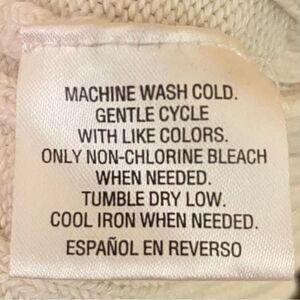 MACHINE WASH COLD.
GENTLE CYCLE
WITH LIKE COLORS.
ONLY NON-CHLORINE BLEACH
WHEN NEEDED.
TUMBLE DRY LOW.
COOL IRON WHEN NEEDED.
ESPAÑOL EN REVERSO